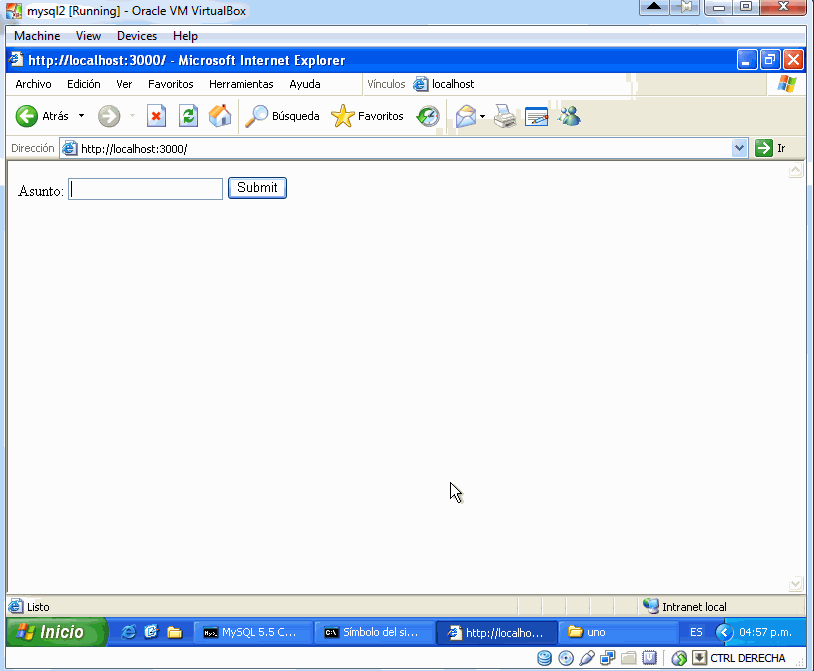 mysql2 [Running] - Oracle VM VirtualBox
Machine View Devices Help
http://localhost:3000/ - Microsoft Internet Explorer
Archivo Edición Ver Favoritos Herramientas Ayuda Vínculos localhost
Atrás Búsqueda Favoritos
Dirección http://localhost:3000/ Ir
Asunto: Submit
Listo Intranet local
Inicio MySQL 5.5 C... Símbolo del si... http://localho... uno ES 04:57 p.m.
CTRL DERECHA